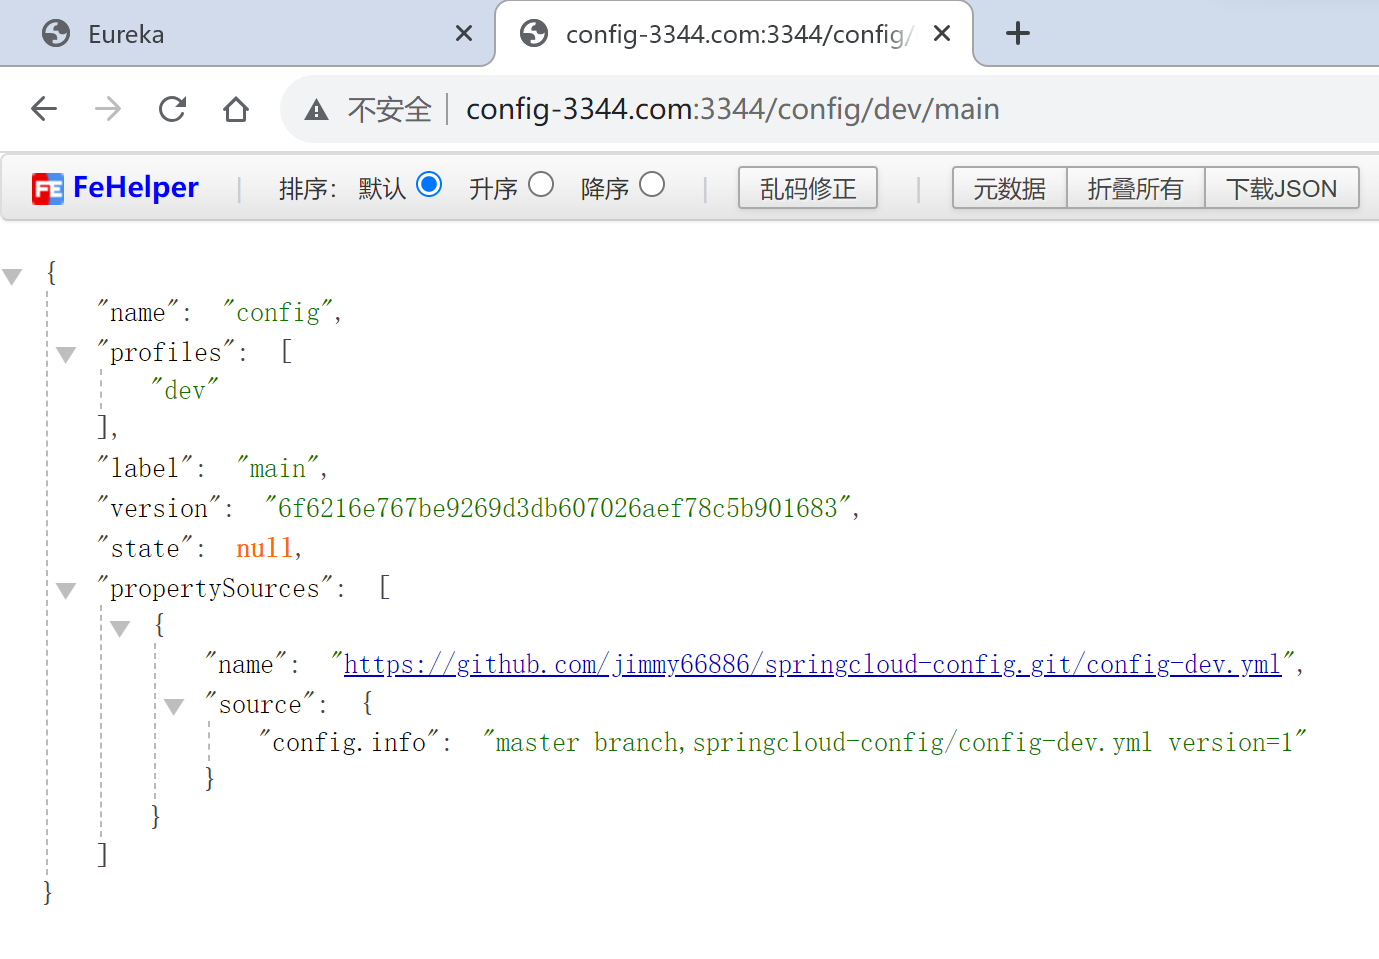 Eureka
config-3344.com:3344/config/
不安全 config-3344.com:3344/config/dev/main
FeHelper | 排序: 默认 升序 降序 | 乱码修正 | 元数据 折叠所有 下载JSON
{
"name": "config",
"profiles": [
"dev"
],
"label": "main",
"version": "6f6216e767be9269d3db607026aef78c5b901683",
"state": null,
"propertySources": [
{
"name": "https://github.com/jimmy66886/springcloud-config.git/config-dev.yml",
"source": {
"config.info": "master branch,springcloud-config/config-dev.yml version=1"
}
}
]
}